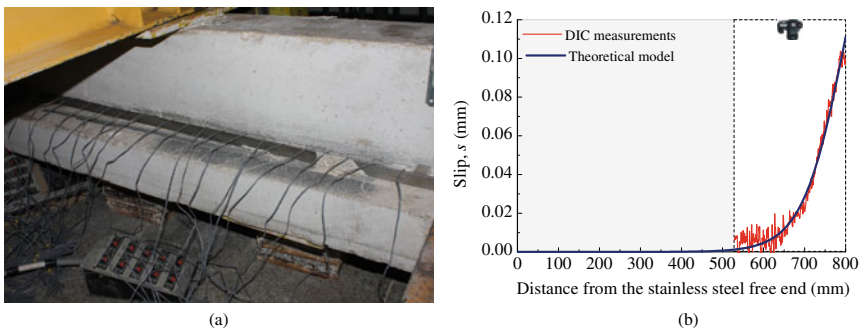 0.12
0.10
0.08
0.06
0.04
0.02
0.00
Slip, s (mm)
DIC measurements
Theoretical model
0 100 200 300 400 500 600 700 800
Distance from the stainless steel free end (mm)
(a)
(b)